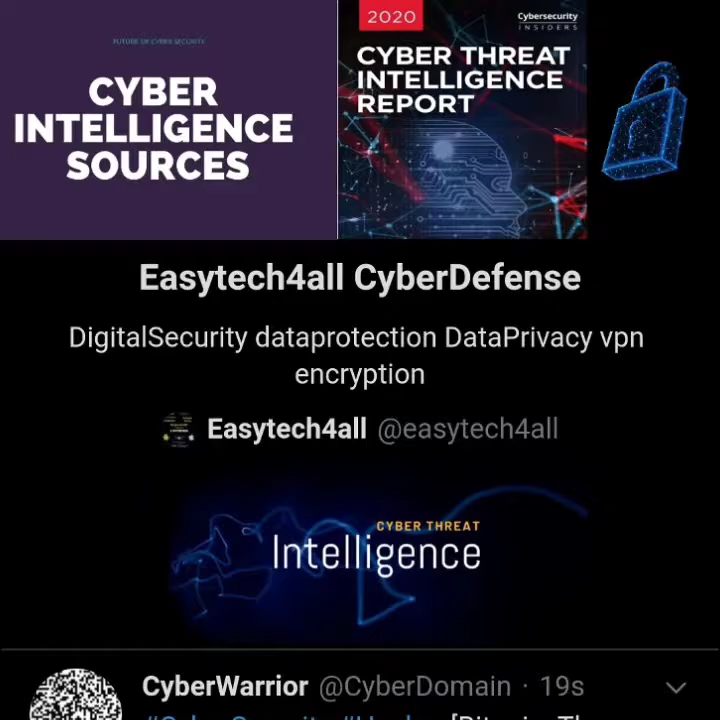 FUTURE OF CYBER SECURITY
CYBER
INTELLIGENCE
SOURCES
2020
Cybersecurity
INSIDERS
CYBER THREAT
INTELLIGENCE
REPORT
Easytech4all CyberDefense
DigitalSecurity dataprotection DataPrivacy vpn
encryption
Easytech4all @easytech4all
CYBER THREAT
Intelligence
CyberWarrior @CyberDomain · 19s